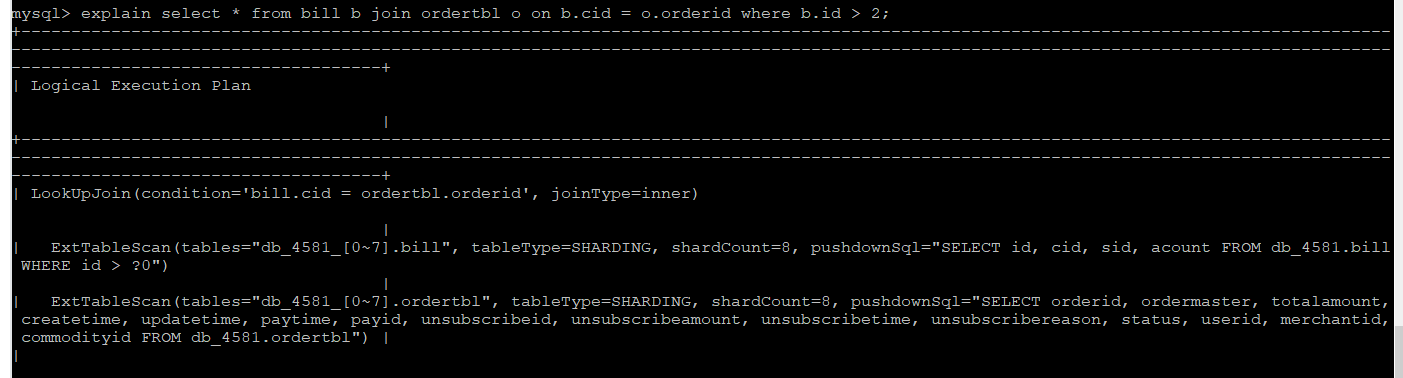 mysql> explain select * from bill b join ordertbl o on b.cid = o.orderid where b.id > 2;
| Logical Execution Plan
|
| LookUpJoin(condition='bill.cid = ordertbl.orderid', joinType=inner)
|
|   ExtTableScan(tables="db_4581_[0~7].bill", tableType=SHARDING, shardCount=8, pushdownSql="SELECT id, cid, sid, acount FROM db_4581.bill
WHERE id > ?0")
|
|   ExtTableScan(tables="db_4581_[0~7].ordertbl", tableType=SHARDING, shardCount=8, pushdownSql="SELECT orderid, ordermaster, totalamount,
createtime, updatetime, paytime, payid, unsubscribeid, unsubscribeamount, unsubscribetime, unsubscribereason, status, userid, merchantid,
commodityid FROM db_4581.ordertbl") |
|